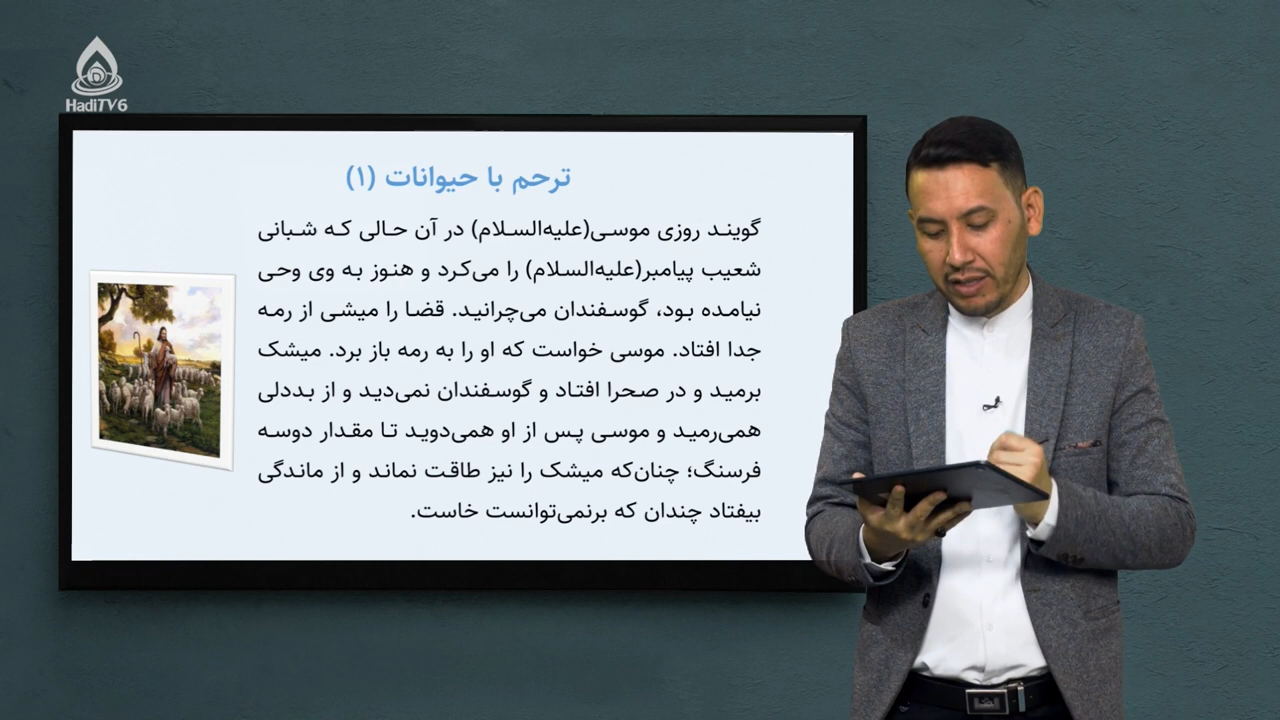 HadiTV6
ترحم با حیوانات (۱)
گویند روزی موسی(علیه‌السلام) در آن حالی که شبانی
شعیب پیامبر(علیه‌السلام) را می‌کرد و هنوز به وی وحی
نیامده بود، گوسفندان می‌چرانید. قضا را میشی از رمه
جدا افتاد. موسی خواست که او را به رمه باز برد. میشک
برمید و در صحرا افتاد و گوسفندان نمی‌دید و از بددلی
همی‌رمید و موسی پس از او همی‌دوید تا مقدار دوسه
فرسنگ؛ چنان‌که میشک را نیز طاقت نماند و از ماندگی
بیفتاد چندان که برنمی‌توانست خاست.